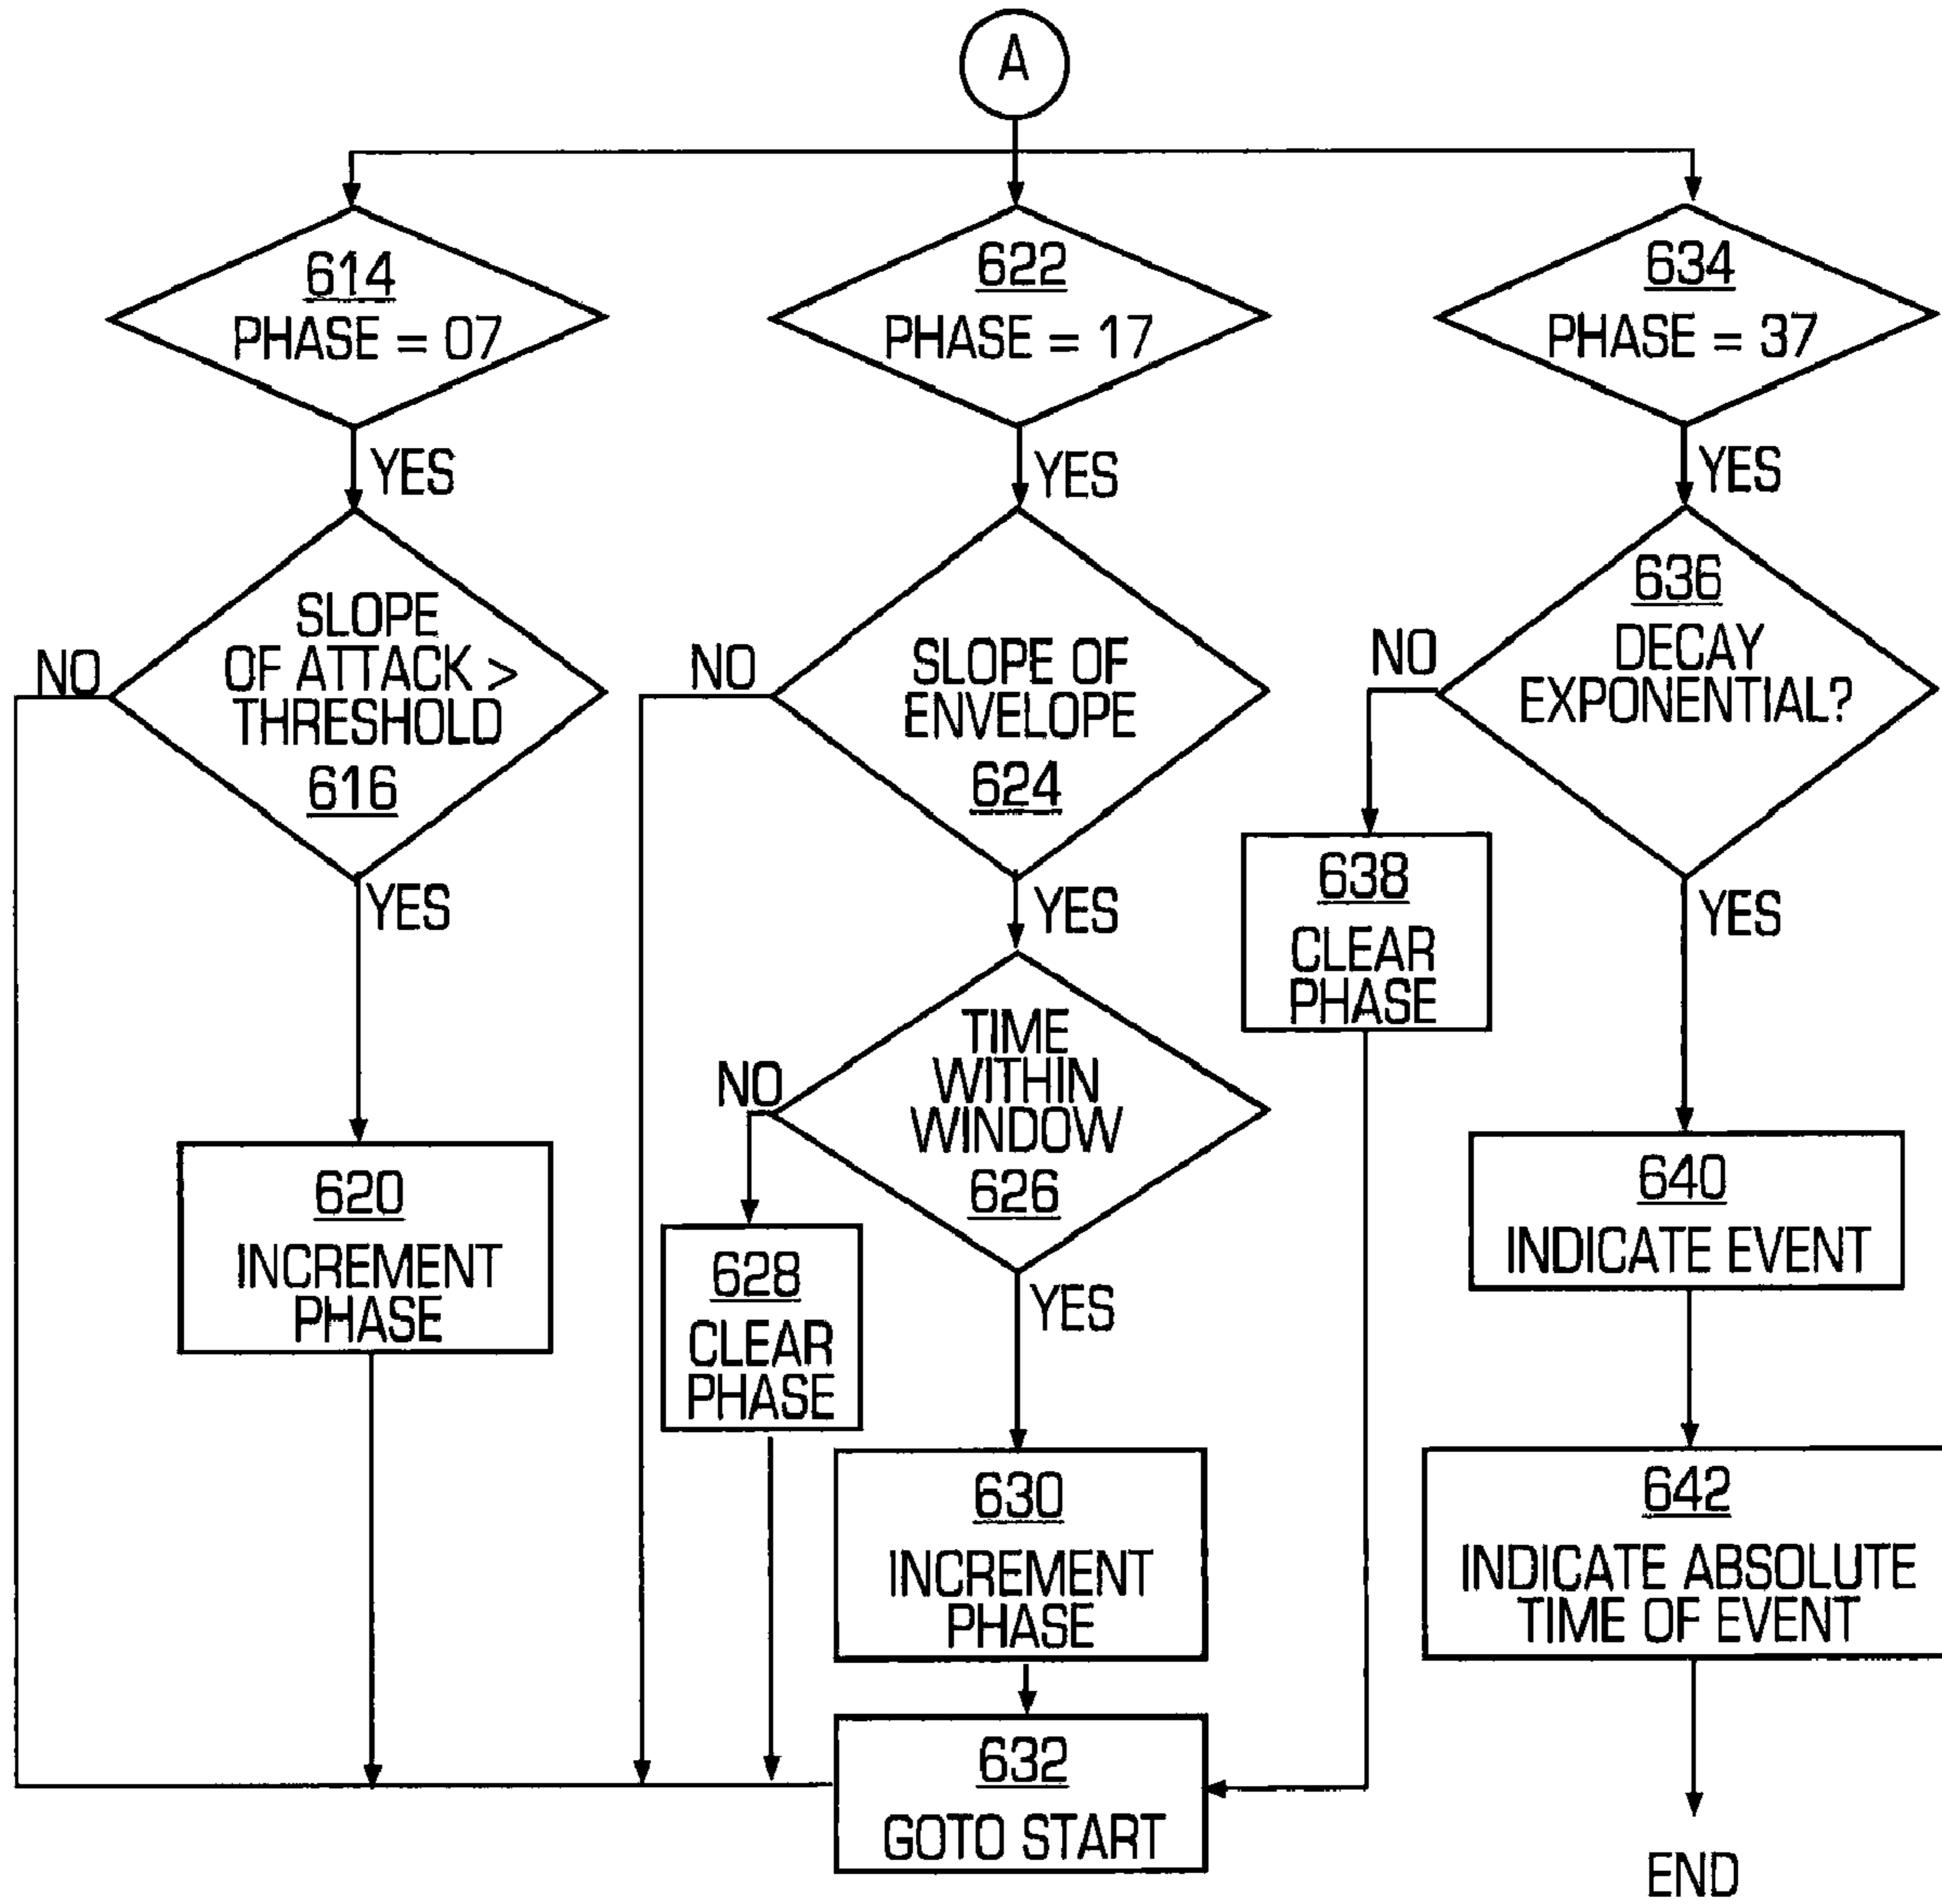 A
614
PHASE = 07
622
PHASE = 17
634
PHASE = 37
YES
YES
YES
SLOPE
OF ATTACK >
THRESHOLD
616
NO
SLOPE OF
ENVELOPE
624
NO
636
DECAY
EXPONENTIAL?
NO
YES
YES
YES
638
CLEAR
PHASE
TIME
WITHIN
WINDOW
626
NO
YES
620
INCREMENT
PHASE
628
CLEAR
PHASE
640
INDICATE EVENT
630
INCREMENT
PHASE
642
INDICATE ABSOLUTE
TIME OF EVENT
632
GOTO START
END